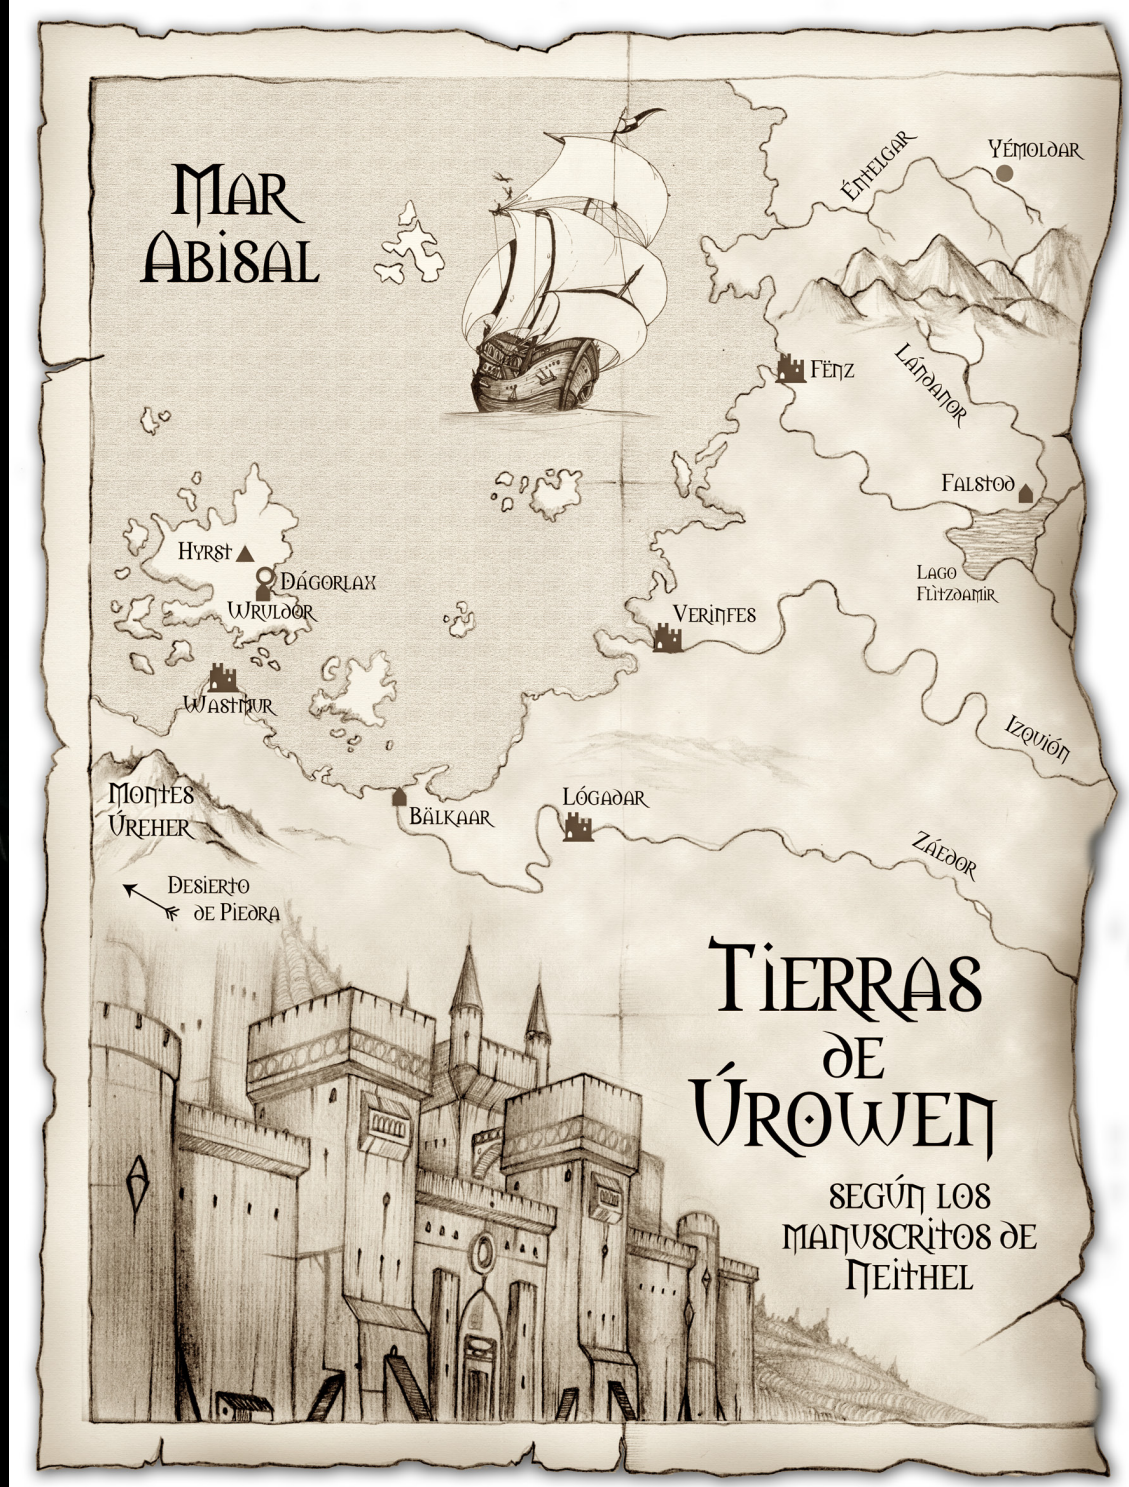 Mar
Abisal
Éntelgar
Yémoldar
Lándanor
Fënz
Falstod
Lago
Flìtzdamir
Hyrst
Dágorlax
Wruldor
Verinfes
Wastmur
Izquión
Montes
Úreher
Bälkaar
Lógadar
Záedor
Desierto
de Piedra
Tierras
de
Úrowen
según los
manuscritos de
Neithel